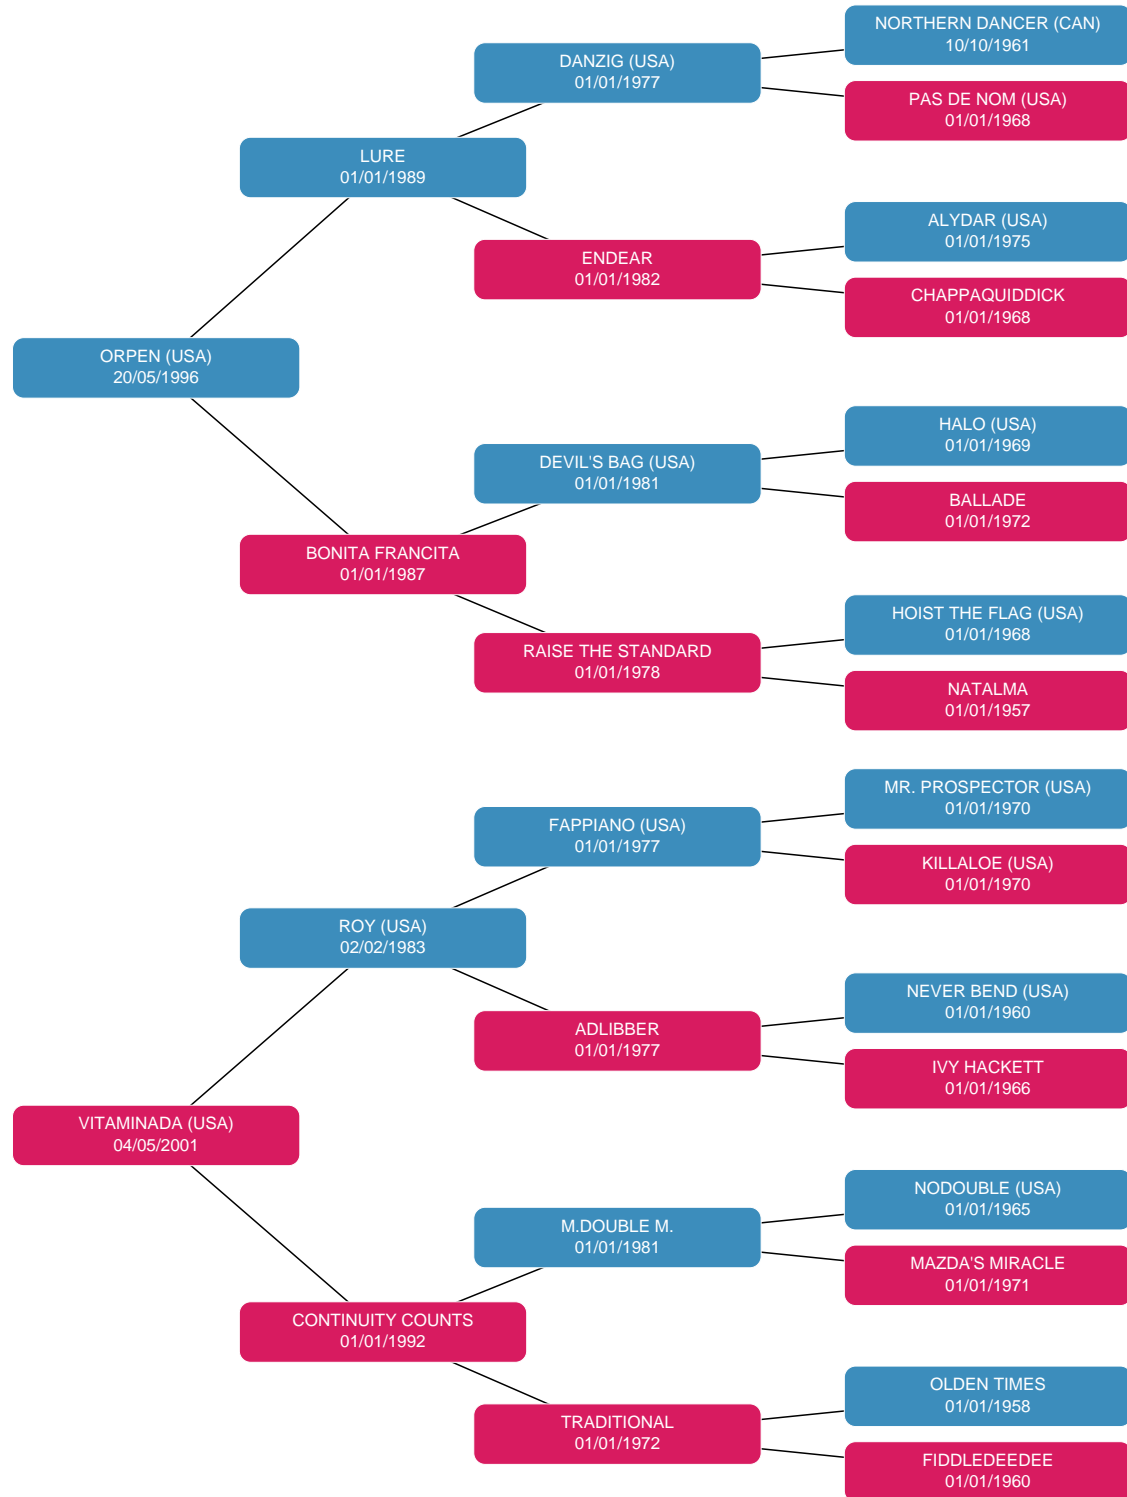 NORTHERN DANCER (CAN)
10/10/1961
DANZIG (USA)
01/01/1977
PAS DE NOM (USA)
01/01/1968
LURE
01/01/1989
ALYDAR (USA)
01/01/1975
ENDEAR
01/01/1982
CHAPPAQUIDDICK
01/01/1968
ORPEN (USA)
20/05/1996
HALO (USA)
01/01/1969
DEVIL'S BAG (USA)
01/01/1981
BALLADE
01/01/1972
BONITA FRANCITA
01/01/1987
HOIST THE FLAG (USA)
01/01/1968
RAISE THE STANDARD
01/01/1978
NATALMA
01/01/1957
MR. PROSPECTOR (USA)
01/01/1970
FAPPIANO (USA)
01/01/1977
KILLALOE (USA)
01/01/1970
ROY (USA)
02/02/1983
NEVER BEND (USA)
01/01/1960
ADLIBBER
01/01/1977
IVY HACKETT
01/01/1966
VITAMINADA (USA)
04/05/2001
NODOUBLE (USA)
01/01/1965
M.DOUBLE M.
01/01/1981
MAZDA'S MIRACLE
01/01/1971
CONTINUITY COUNTS
01/01/1992
OLDEN TIMES
01/01/1958
TRADITIONAL
01/01/1972
FIDDLEDEEDEE
01/01/1960